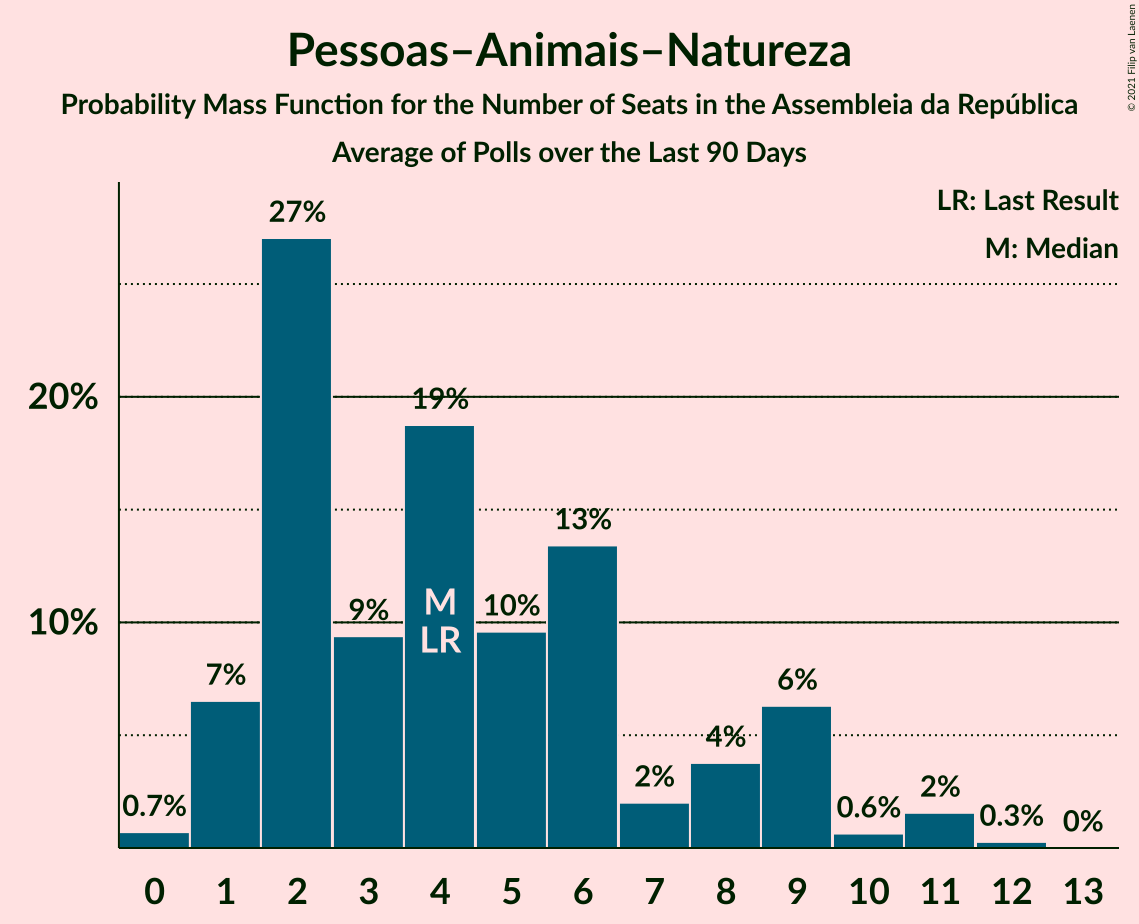 Pessoas–Animais–Natureza
Probability Mass Function for the Number of Seats in the Assembleia da República
Average of Polls over the Last 90 Days
© 2021 Filip van Laenen
LR: Last Result
M: Median
20%
10%
0.7%
7%
27%
9%
19%
10%
13%
2%
4%
6%
0.6%
2%
0.3%
0%
M
LR
0 1 2 3 4 5 6 7 8 9 10 11 12 13